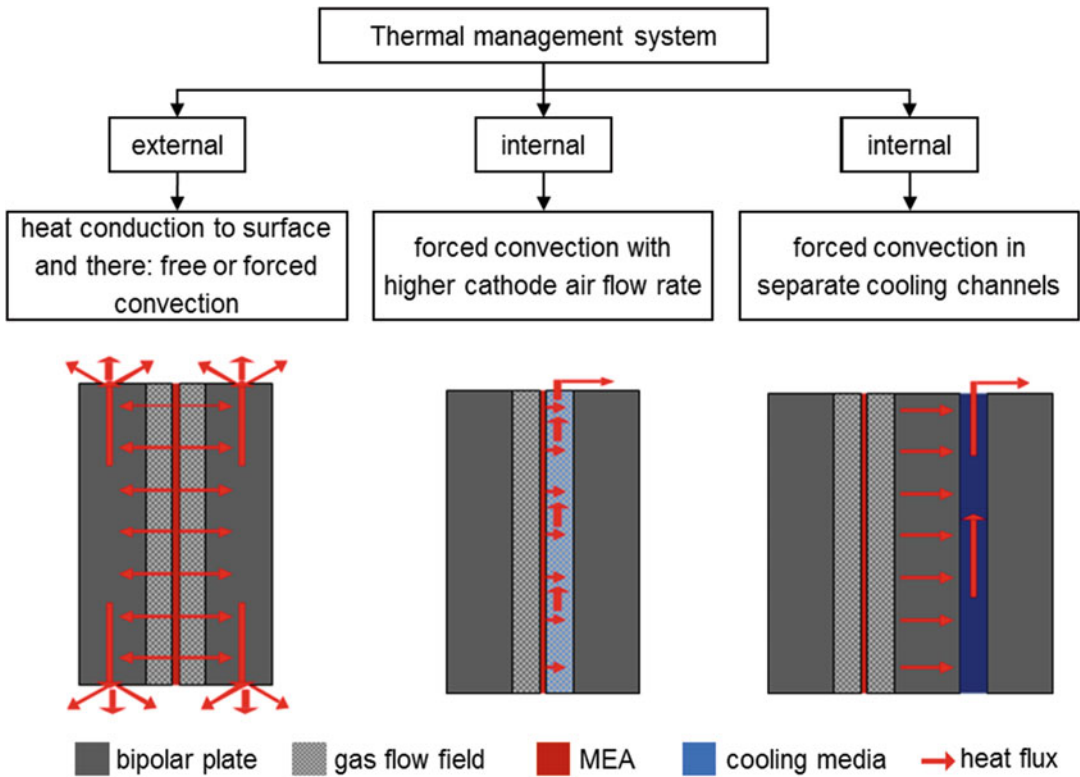 Thermal management system
external
internal
internal
heat conduction to surface
and there: free or forced
convection
forced convection with
higher cathode air flow rate
forced convection in
separate cooling channels
bipolar plate
gas flow field
MEA
cooling media
heat flux